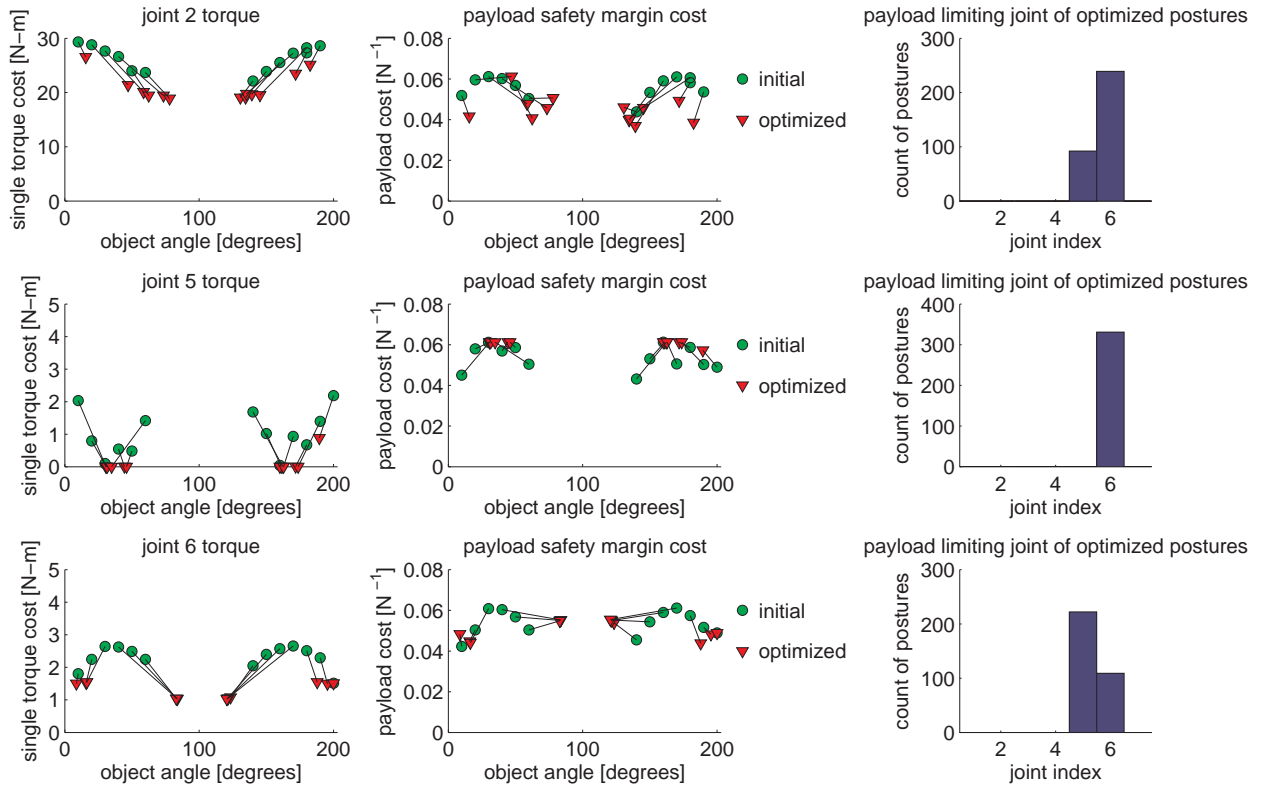 joint 2 torque
single torque cost [N−m]
30
20
10
0
0
100
200
object angle [degrees]
payload safety margin cost
payload cost [N −1]
0.08
0.06
0.04
0.02
0
0
100
200
object angle [degrees]
initial
optimized
payload limiting joint of optimized postures
count of postures
300
200
100
0
2
4
6
joint index
joint 5 torque
single torque cost [N−m]
5
4
3
2
1
0
0
100
200
object angle [degrees]
payload safety margin cost
payload cost [N −1]
0.08
0.06
0.04
0.02
0
0
100
200
object angle [degrees]
initial
optimized
payload limiting joint of optimized postures
count of postures
400
300
200
100
0
2
4
6
joint index
joint 6 torque
single torque cost [N−m]
5
4
3
2
1
0
0
100
200
object angle [degrees]
payload safety margin cost
payload cost [N −1]
0.08
0.06
0.04
0.02
0
0
100
200
object angle [degrees]
initial
optimized
payload limiting joint of optimized postures
count of postures
300
200
100
0
2
4
6
joint index